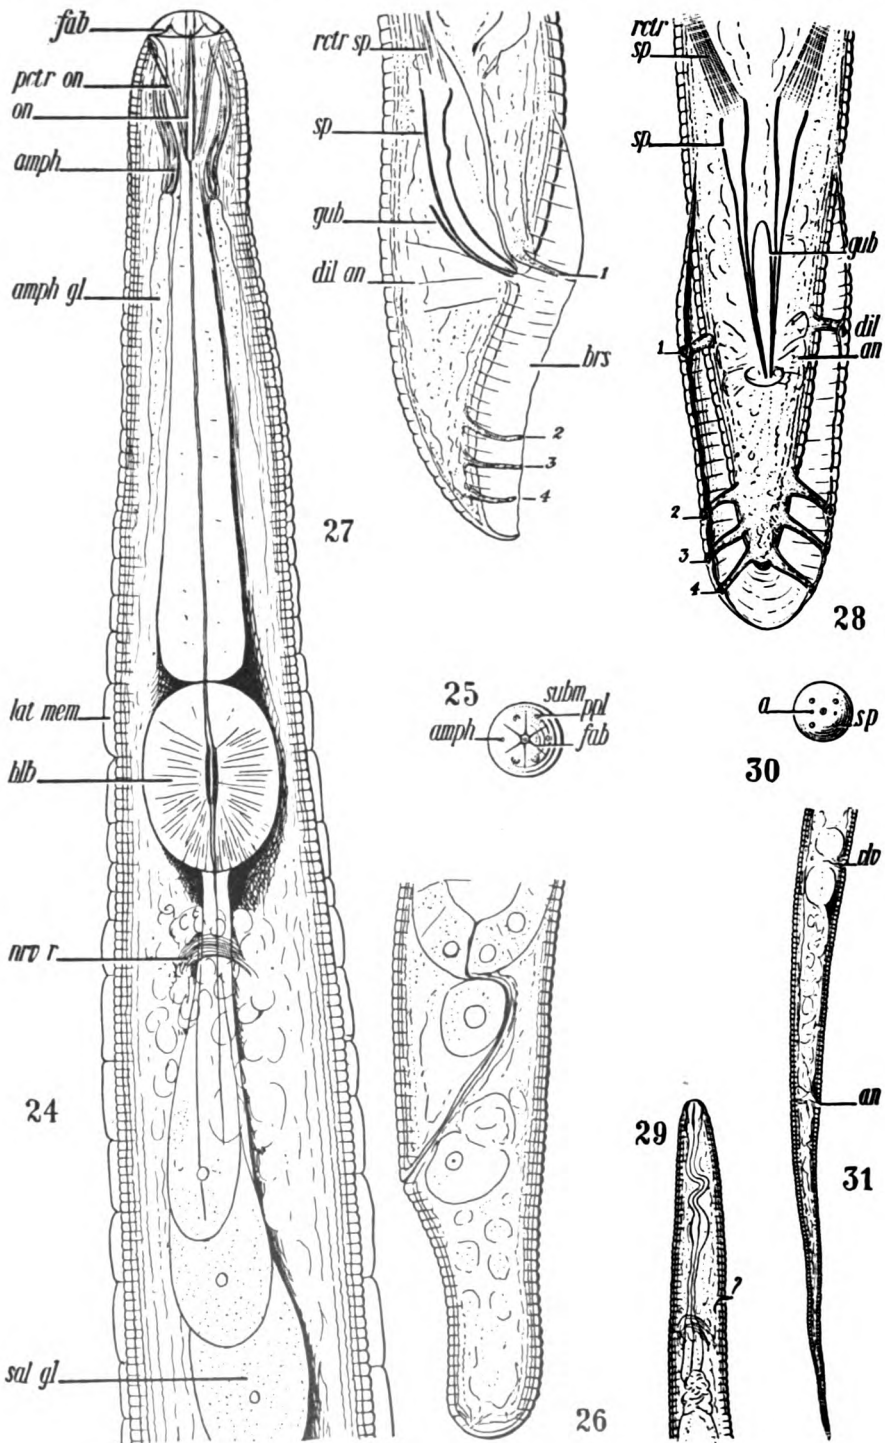 fab
pctr on
on
amph
amph gl
lat mem
blb
nrv r
sal gl
24
rctr sp
sp
gub
dil an
brs
1
2
3
4
27
rctr
sp
sp
gub
dil
an
1
2
3
4
28
25
subm
ppl
amph
fab
a
sp
30
26
29
?
vlv
an
31